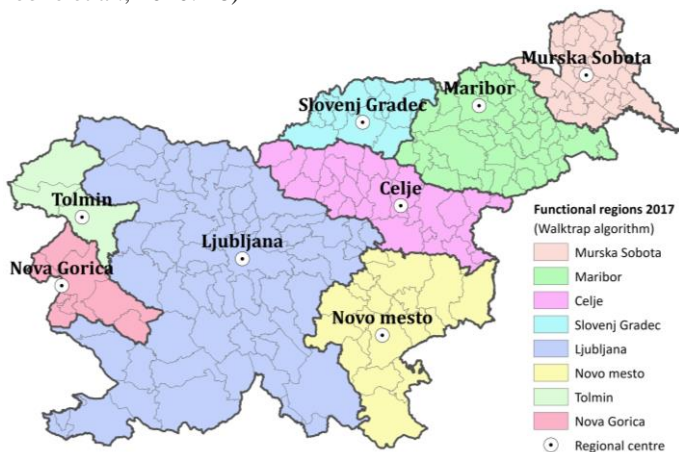 Murska Sobota
Maribor
Slovenj Gradec
Celje
Tolmin
Ljubljana
Nova Gorica
Novo mesto
Functional regions 2017
(Walktrap algorithm)
Murska Sobota
Maribor
Celje
Slovenj Gradec
Ljubljana
Novo mesto
Tolmin
Nova Gorica
Regional centre